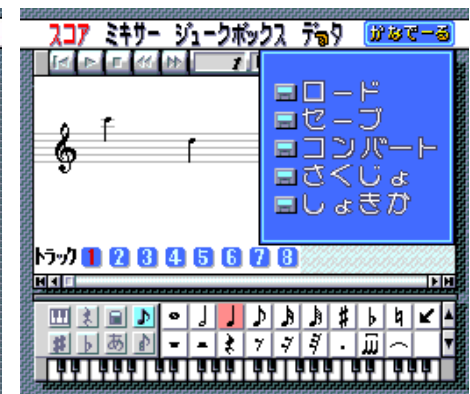 スコア ミキサー ジュークボックス データ かなでーる
1
ロード
セーブ
コンバート
さくじょ
しょきか
トラック 1 2 3 4 5 6 7 8
あ